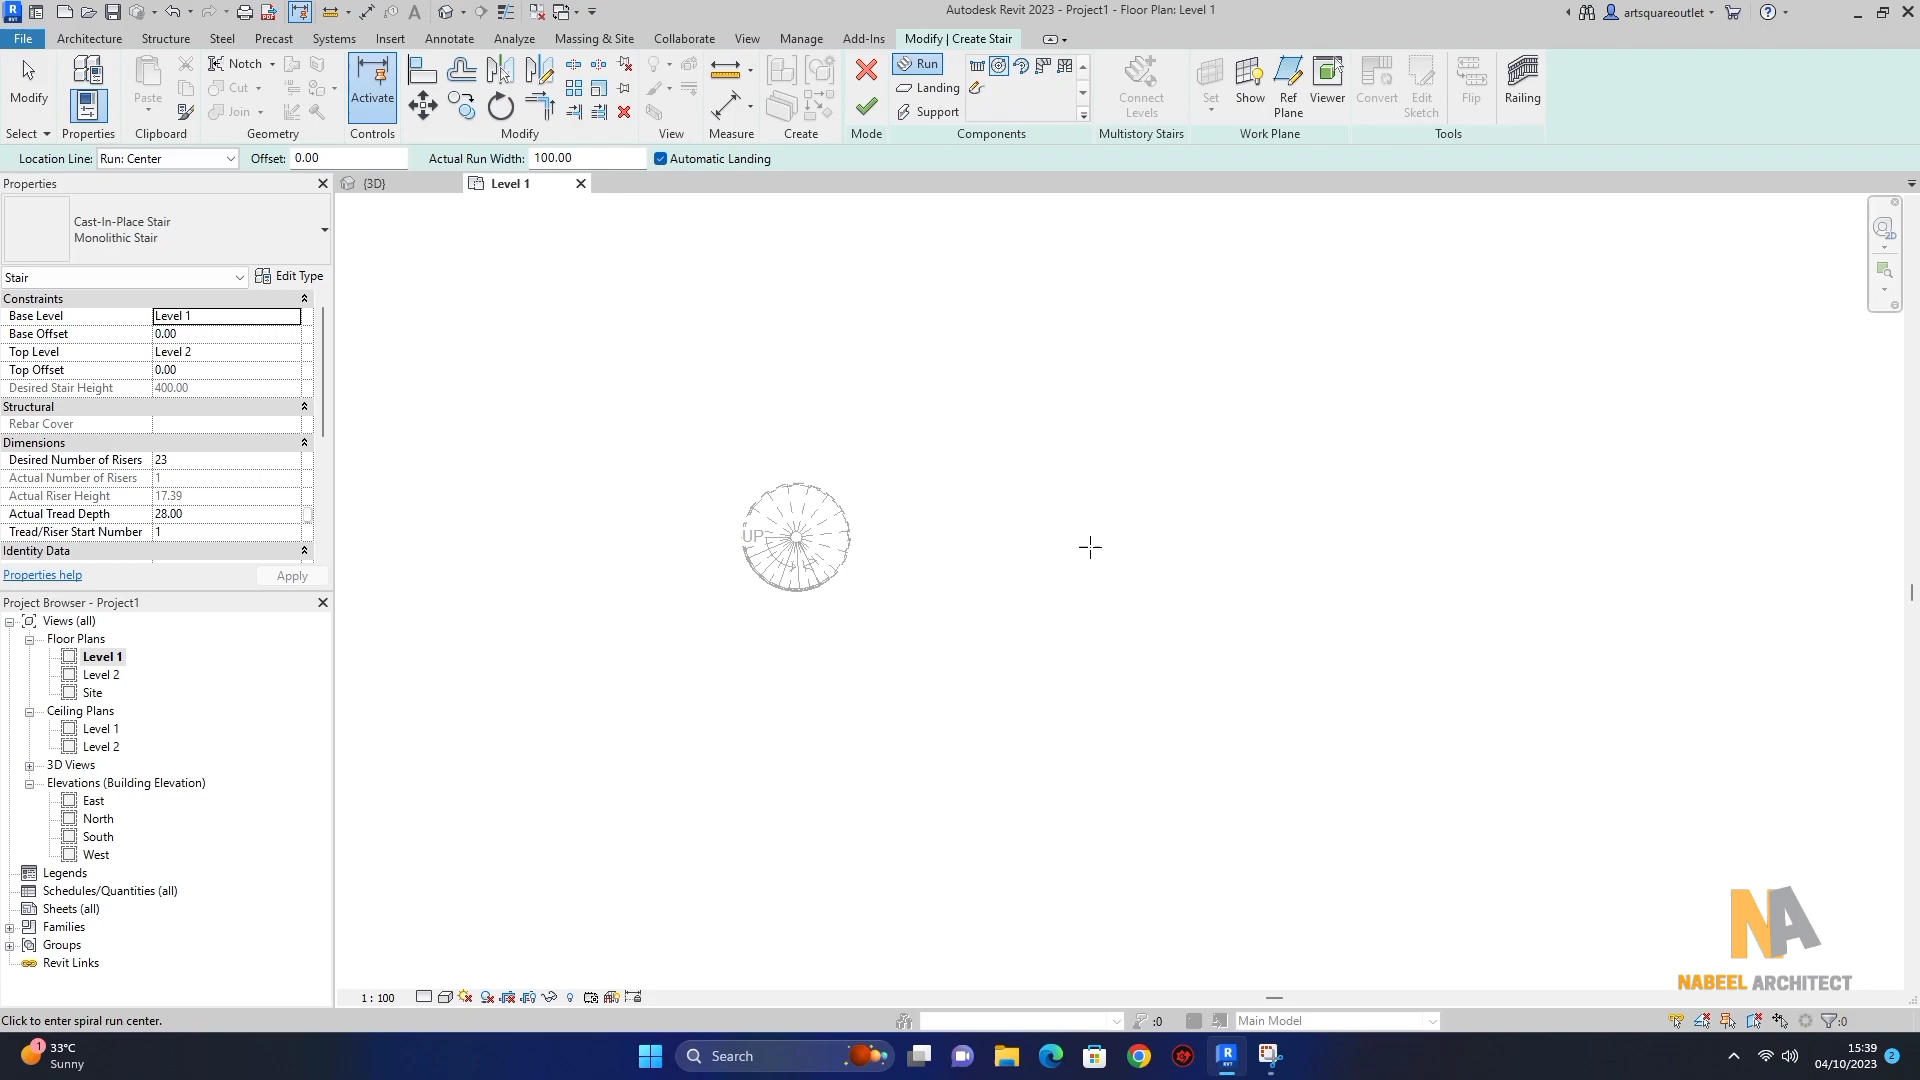 Autodesk Revit 2023 - Project1 - Floor Plan: Level 1
artsquareoutlet
File Architecture Structure Steel Precast Systems Insert Annotate Analyze Massing & Site Collaborate View Manage Add-Ins Modify | Create Stair
Modify
Paste
Notch
Cut
Join
Activate
Run
Landing
Support
Connect Levels
Set
Show
Ref Plane
Viewer
Convert
Edit Sketch
Flip
Railing
Select Properties Clipboard Geometry Controls Modify View Measure Create Mode Components Multistory Stairs Work Plane Tools
Location Line: Run: Center Offset: 0.00 Actual Run Width: 100.00 Automatic Landing
Properties
{3D} Level 1
Cast-In-Place Stair
Monolithic Stair
Stair Edit Type
Constraints
Base Level Level 1
Base Offset 0.00
Top Level Level 2
Top Offset 0.00
Desired Stair Height 400.00
Structural
Rebar Cover
Dimensions
Desired Number of Risers 23
Actual Number of Risers 1
Actual Riser Height 17.39
Actual Tread Depth 28.00
Tread/Riser Start Number 1
Identity Data
Properties help Apply
UP
2D
Project Browser - Project1
Views (all)
Floor Plans
Level 1
Level 2
Site
Ceiling Plans
Level 1
Level 2
3D Views
Elevations (Building Elevation)
East
North
South
West
Legends
Schedules/Quantities (all)
Sheets (all)
Families
Groups
Revit Links
NA
NABEEL ARCHITECT
1 : 100
Click to enter spiral run center.
:0
Main Model
:0
1
33°C
Sunny
Search
15:39
04/10/2023
2